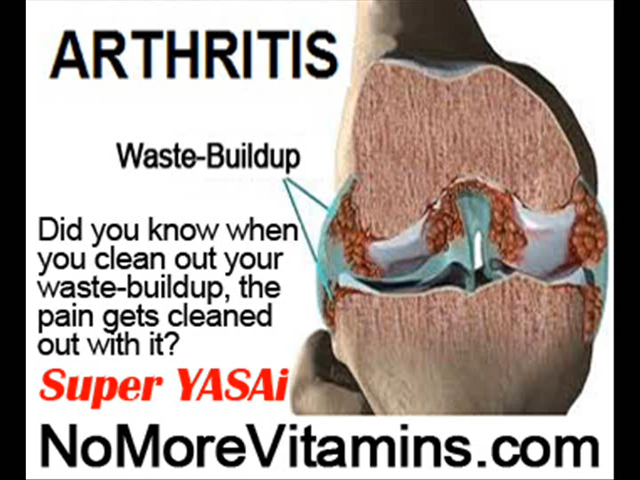 ARTHRITIS
Waste-Buildup
Did you know when
you clean out your
waste-buildup, the
pain gets cleaned
out with it?
Super YASAi
NoMoreVitamins.com